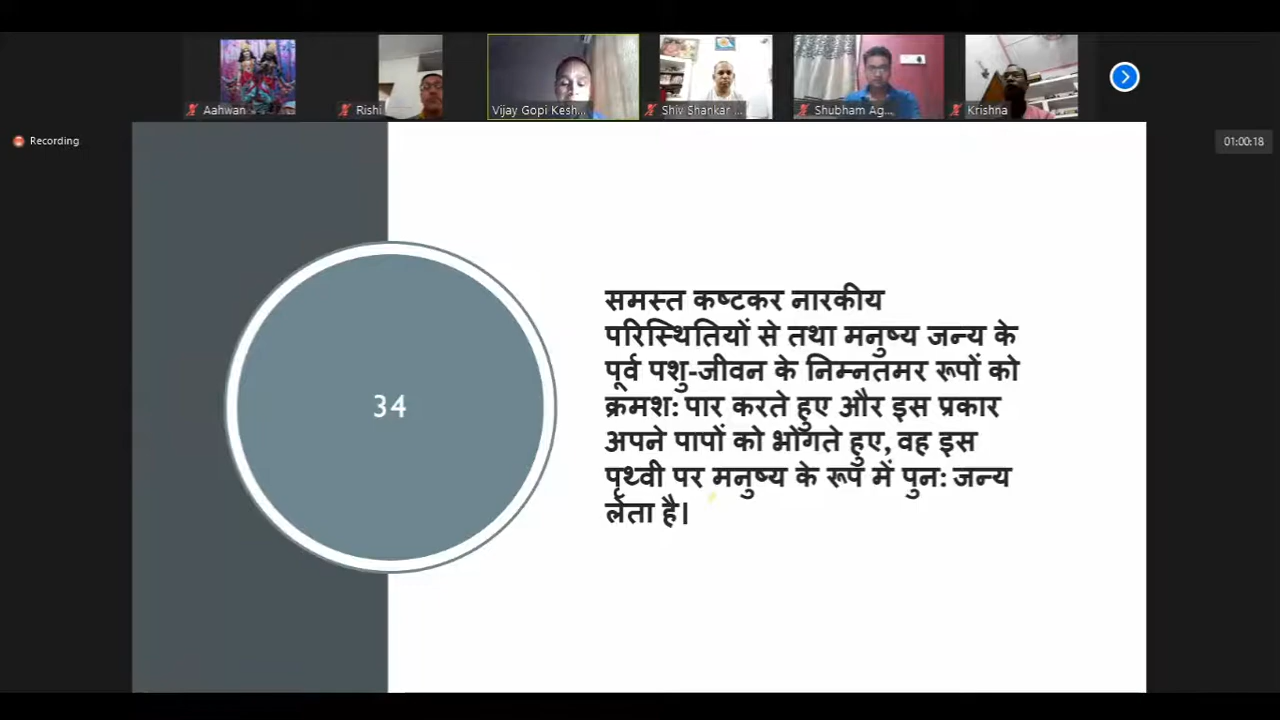 Aahwan
Rishi
Vijay Gopi Kesh...
Shiv Shankar ...
Shubham Ag...
Krishna
Recording
01:00:18
34
समस्त कष्टकर नारकीय
परिस्थितियों से तथा मनुष्य जन्य के
पूर्व पशु-जीवन के निम्नतमर रूपों को
क्रमश: पार करते हुए और इस प्रकार
अपने पापों को भोगते हुए, वह इस
पृथ्वी पर मनुष्य के रूप में पुन: जन्य
लेता है।